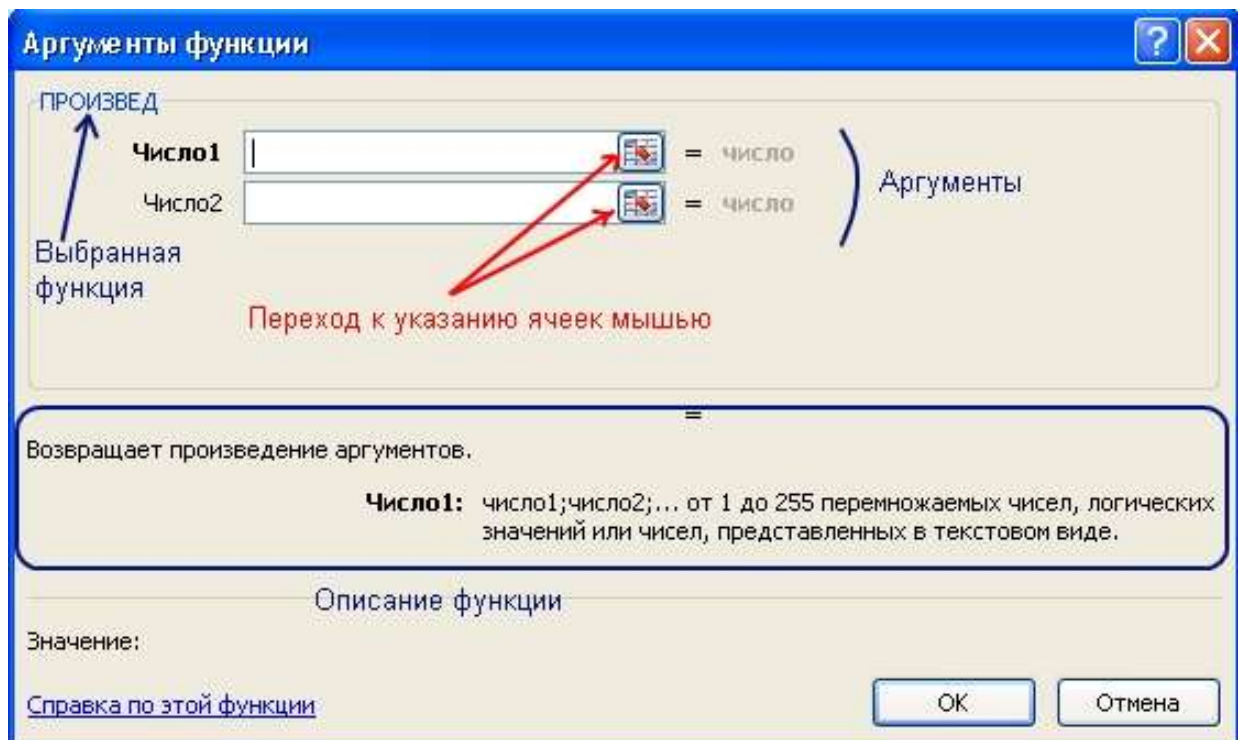 Аргументы функции
ПРОИЗВЕД
Число1 = число
Число2 = число
Аргументы
Выбранная
функция
Переход к указанию ячеек мышью
=
Возвращает произведение аргументов.
Число1: число1;число2;... от 1 до 255 перемножаемых чисел, логических
значений или чисел, представленных в текстовом виде.
Описание функции
Значение:
Справка по этой функции
ОК
Отмена